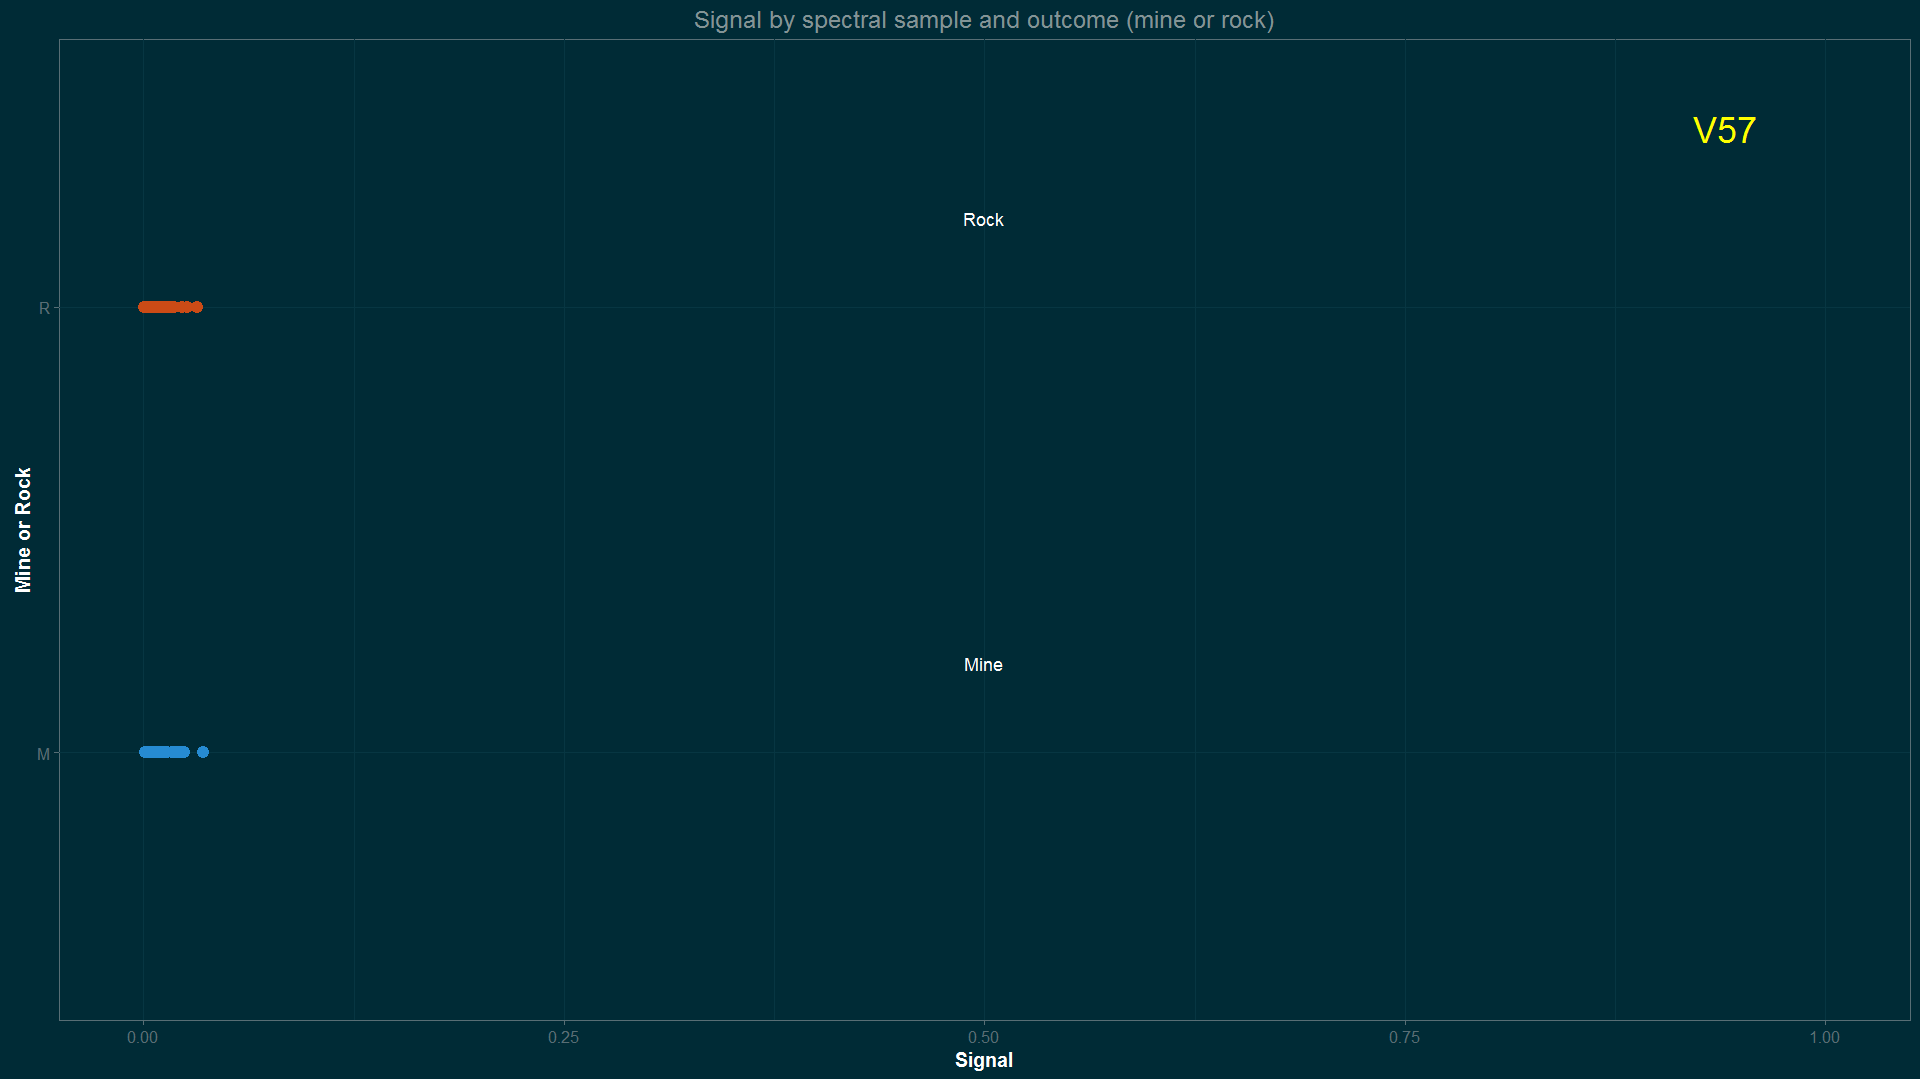 Signal by spectral sample and outcome (mine or rock)
V57
Rock
R
Mine or Rock
Mine
M
0.00 0.25 0.50 0.75 1.00
Signal